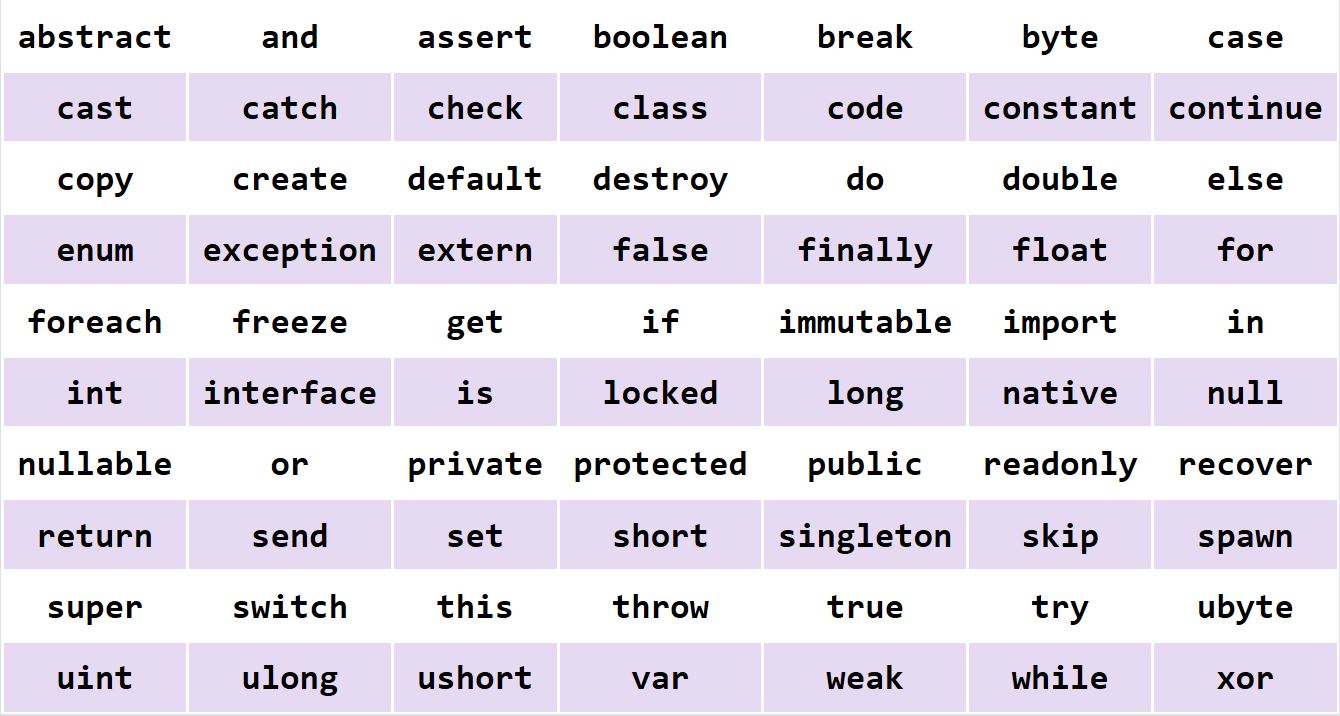 abstract and assert boolean break byte case
cast catch check class code constant continue
copy create default destroy do double else
enum exception extern false finally float for
foreach freeze get if immutable import in
int interface is locked long native null
nullable or private protected public readonly recover
return send set short singleton skip spawn
super switch this throw true try ubyte
uint ulong ushort var weak while xor